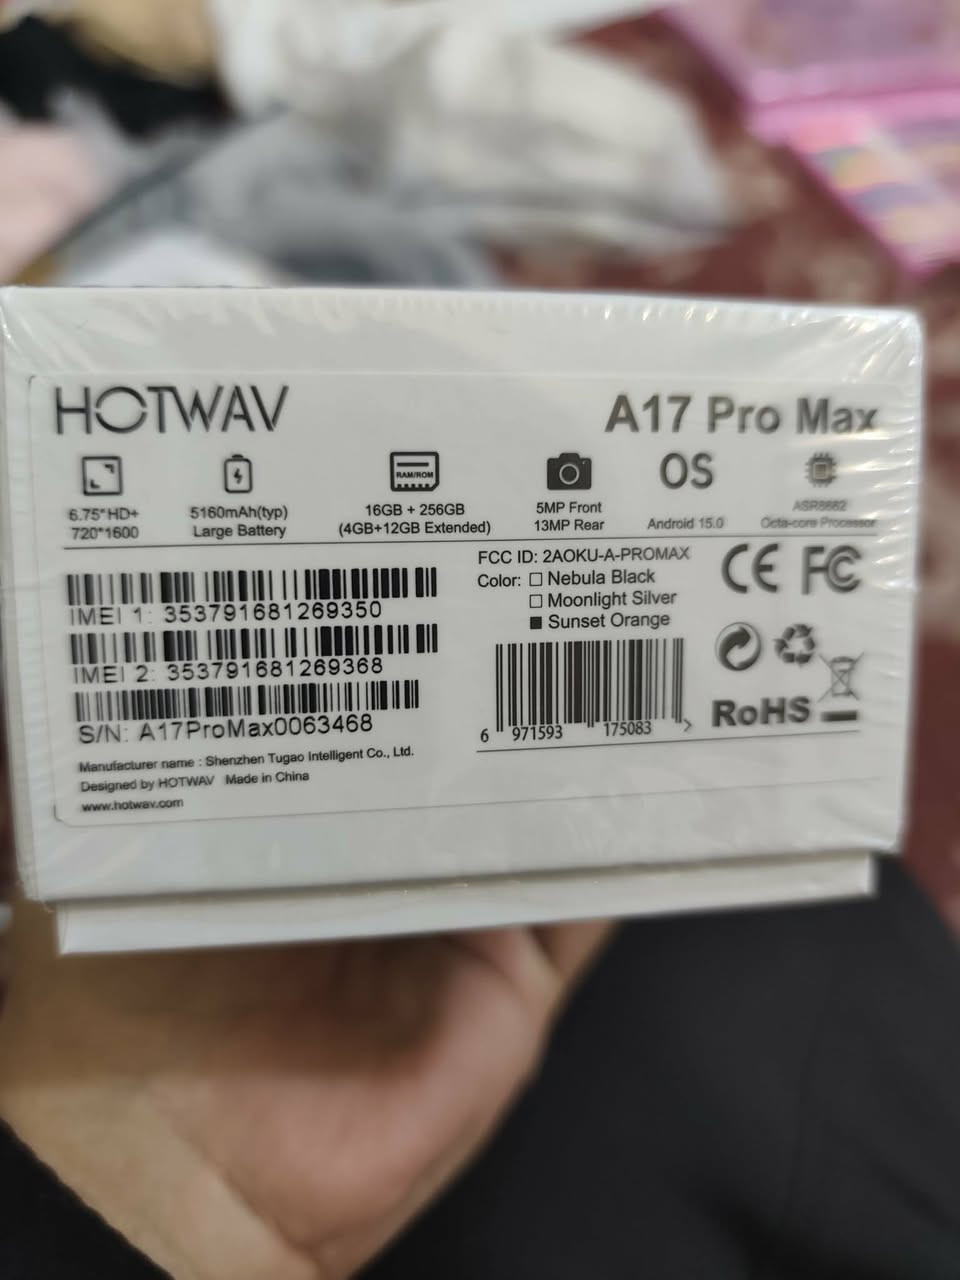 HOTWAV
A17 Pro Max
6.75"HD+
720*1600
5160mAh(typ)
Large Battery
RAM/ROM
16GB + 256GB
(4GB+12GB Extended)
5MP Front
13MP Rear
OS
Android 15.0
ASR8662
Octa-core Processor
IMEI 1: 353791681269350
IMEI 2: 353791681269368
S/N: A17ProMax0063468
Manufacturer name : Shenzhen Tugao Intelligent Co., Ltd.
Designed by HOTWAV Made in China
www.hotwav.com
FCC ID: 2AOKU-A-PROMAX
Color: □ Nebula Black
□ Moonlight Silver
■ Sunset Orange
6 971593 175083 >
CE FC
RoHS